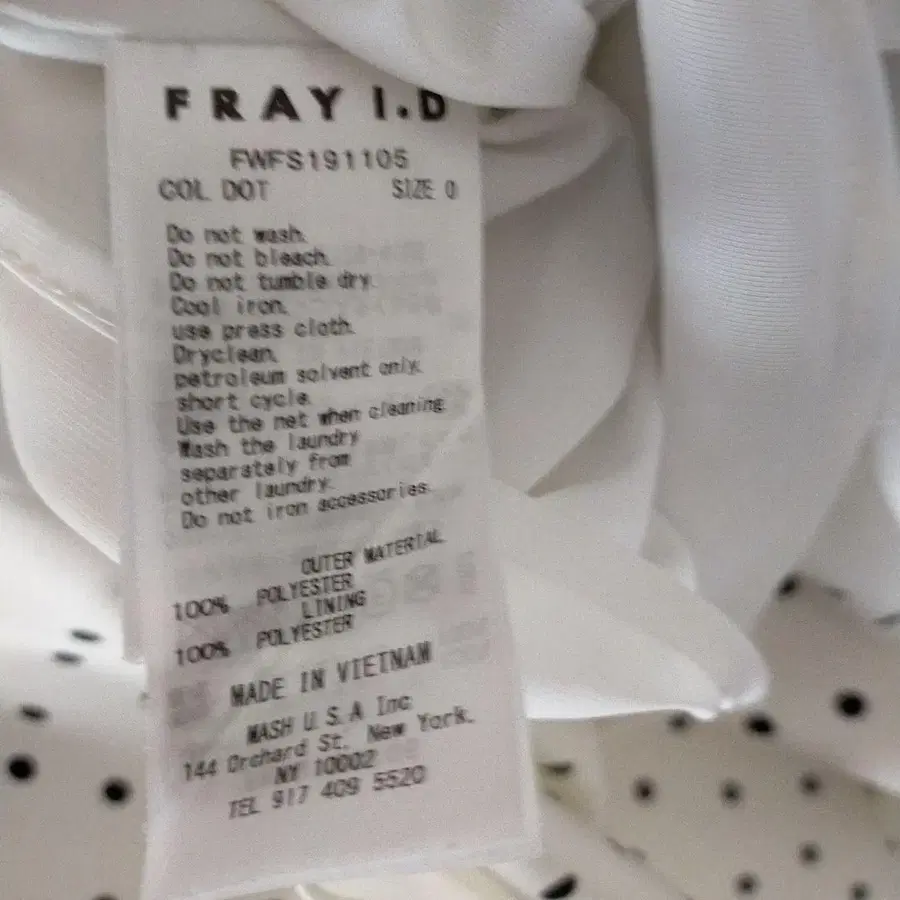 FRAY I.D
FWFS191105
COL DOT SIZE 0
Do not wash.
Do not bleach.
Do not tumble dry.
Cool iron.
use press cloth.
Dryclean.
petroleum solvent only.
short cycle.
Use the net when cleaning.
Wash the laundry
separately from
other laundry.
Do not iron accessories.
OUTER MATERIAL
100% POLYESTER
LINING
100% POLYESTER
MADE IN VIETNAM
MASH U.S.A Inc
144 Orchard St. New York.
NY 10002
TEL 917 409 5520